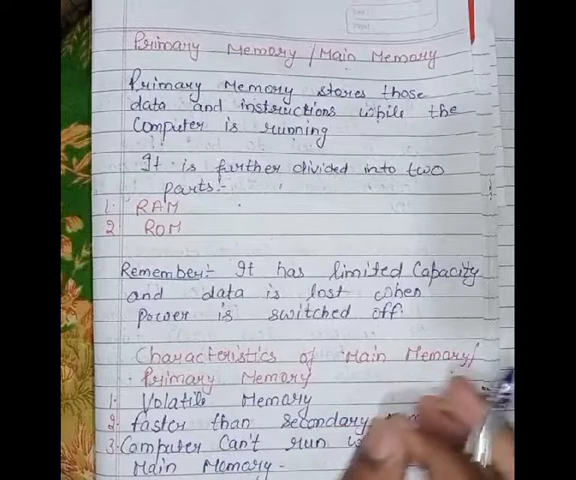 Primary Memory / Main Memory
Primary Memory stores those
data and instructions while the
Computer is running
It is further divided into two
parts:-
1. RAM
2. ROM
Remember:- It has limited Capacity
and data is lost when
power is switched off.
Characteristics of Main Memory/
Primary Memory
1. Volatile Memory
2. faster than Secondary
3. Computer Can't run
Main Memory -